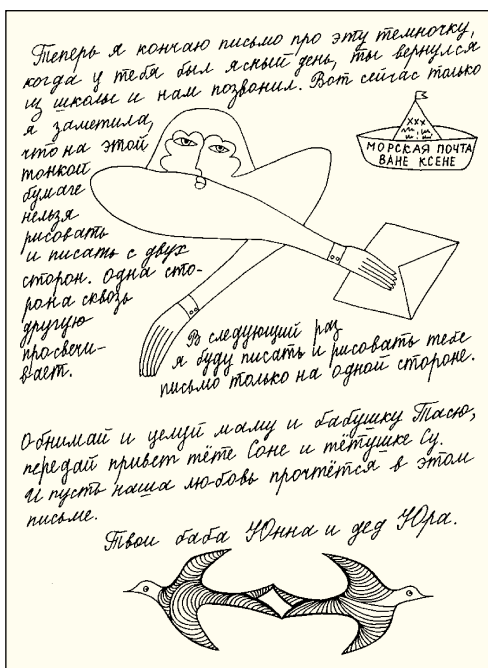 Теперь я кончаю письмо про эту темночку,
когда у тебя был ясный день, ты вернулся
из школы и нам позвонил. Вот сейчас только
я заметила,
что на этой
тонкой
бумаге
нельзя
рисовать
и писать с двух
сторон. Одна сто-
рона сквозь
другую
просвечи-
вает.
ХХХ
МОРСКАЯ ПОЧТА
ВАНЕ КСЕНЕ
В следующий раз
я буду писать и рисовать тебе
письмо только на одной стороне.
Обнимай и целуй маму и бабушку Тасю,
передай привет тёте Соне и тётушке Су.
И пусть наша любовь прочтётся в этом
письме.
Твои баба Юнна и дед Юра.